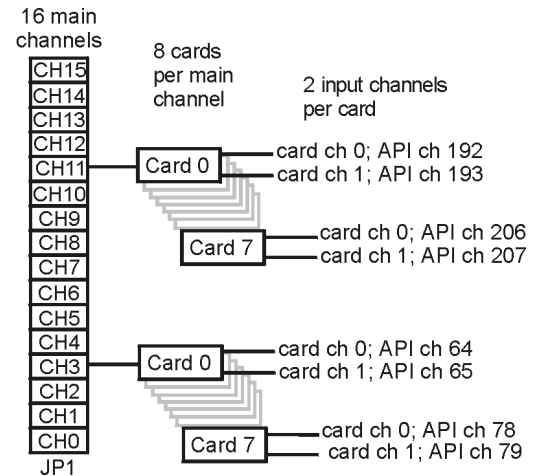 16 main
channels
8 cards
per main
channel
2 input channels
per card
CH15
CH14
CH13
CH12
CH11
CH10
CH9
CH8
CH7
CH6
CH5
CH4
CH3
CH2
CH1
CH0
JP1
Card 0
card ch 0; API ch 192
card ch 1; API ch 193
Card 7
card ch 0; API ch 206
card ch 1; API ch 207
Card 0
card ch 0; API ch 64
card ch 1; API ch 65
Card 7
card ch 0; API ch 78
card ch 1; API ch 79